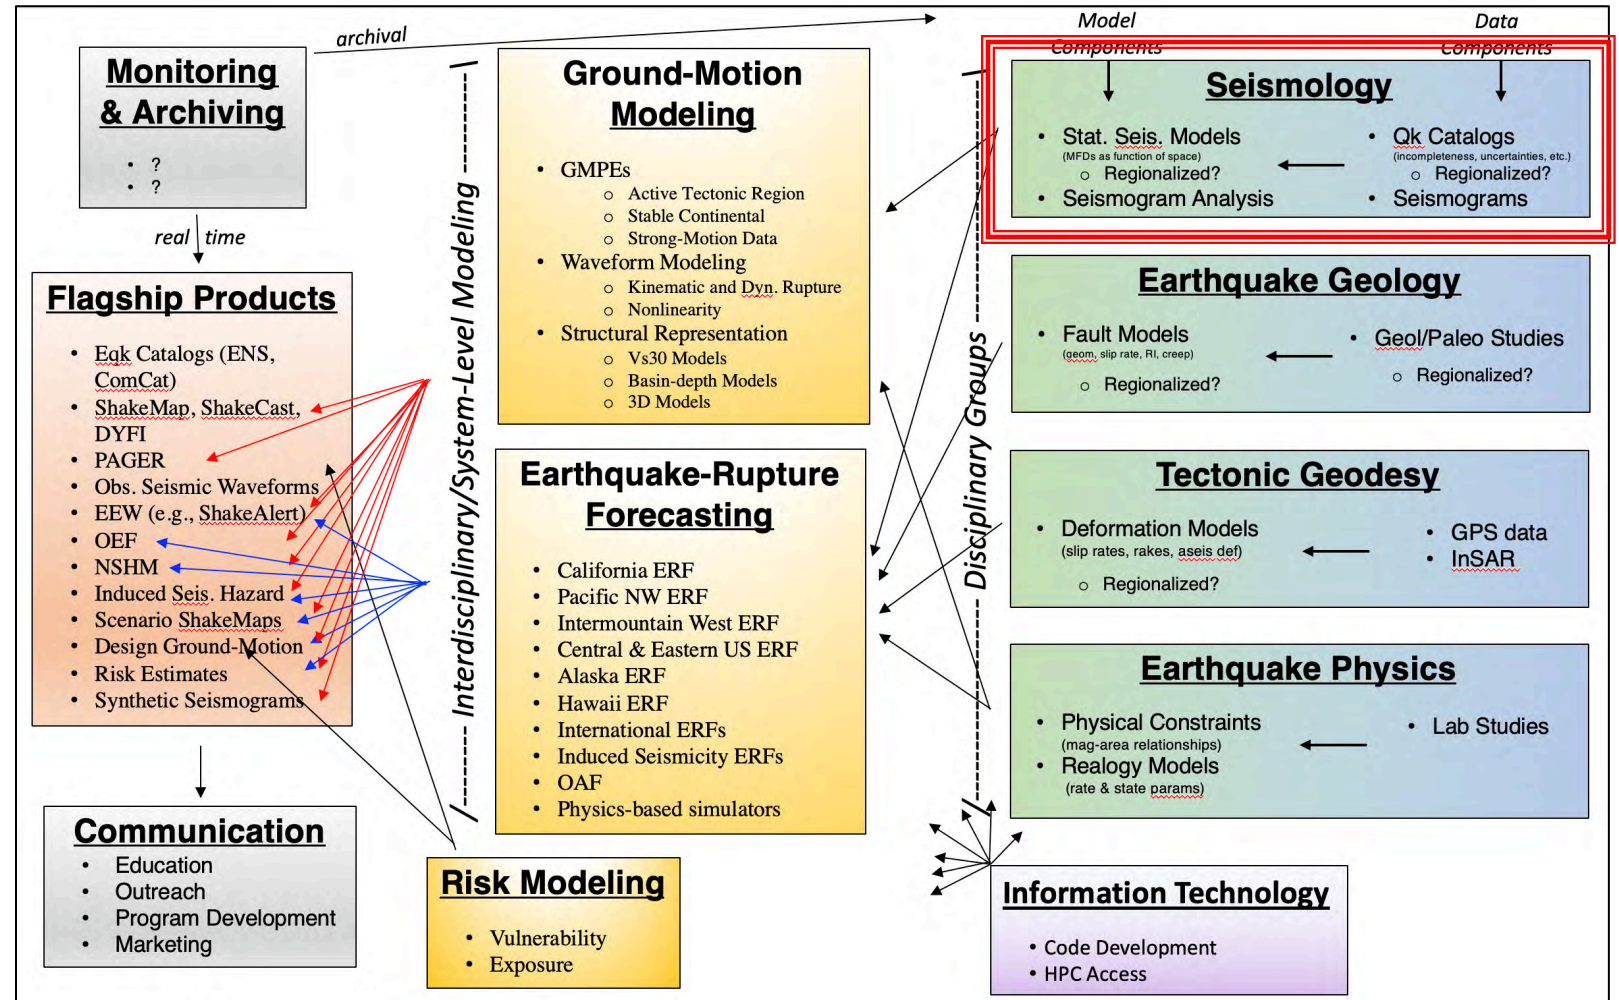 archival
Model
Components
Data
Components
Monitoring
& Archiving
• ?
• ?
real time
Flagship Products
• Eqk Catalogs (ENS,
ComCat)
• ShakeMap, ShakeCast,
DYFI
• PAGER
• Obs. Seismic Waveforms
• EEW (e.g., ShakeAlert)
• OEF
• NSHM
• Induced Seis. Hazard
• Scenario ShakeMaps
• Design Ground-Motion
• Risk Estimates
• Synthetic Seismograms
Communication
• Education
• Outreach
• Program Development
• Marketing
Interdisciplinary/System-Level Modeling
Ground-Motion
Modeling
• GMPEs
o Active Tectonic Region
o Stable Continental
o Strong-Motion Data
• Waveform Modeling
o Kinematic and Dyn. Rupture
o Nonlinearity
• Structural Representation
o Vs30 Models
o Basin-depth Models
o 3D Models
Earthquake-Rupture
Forecasting
• California ERF
• Pacific NW ERF
• Intermountain West ERF
• Central & Eastern US ERF
• Alaska ERF
• Hawaii ERF
• International ERFs
• Induced Seismicity ERFs
• OAF
• Physics-based simulators
Risk Modeling
• Vulnerability
• Exposure
Disciplinary Groups
Seismology
• Stat. Seis. Models
(MFDs as function of space)
o Regionalized?
• Seismogram Analysis
• Qk Catalogs
(incompleteness, uncertainties, etc.)
o Regionalized?
• Seismograms
Earthquake Geology
• Fault Models
(geom, slip rate, RI, creep)
o Regionalized?
• Geol/Paleo Studies
o Regionalized?
Tectonic Geodesy
• Deformation Models
(slip rates, rakes, aseis def)
o Regionalized?
• GPS data
• InSAR
Earthquake Physics
• Physical Constraints
(mag-area relationships)
• Realogy Models
(rate & state params)
• Lab Studies
Information Technology
• Code Development
• HPC Access